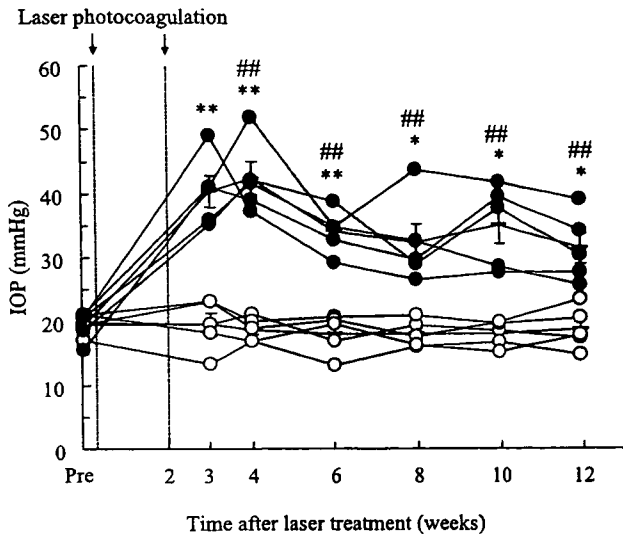 Laser photocoagulation
60
50
40
30
20
10
0
IOP (mmHg)
** ## ** ## ** ## * ## * ## *
Pre 2 3 4 6 8 10 12
Time after laser treatment (weeks)